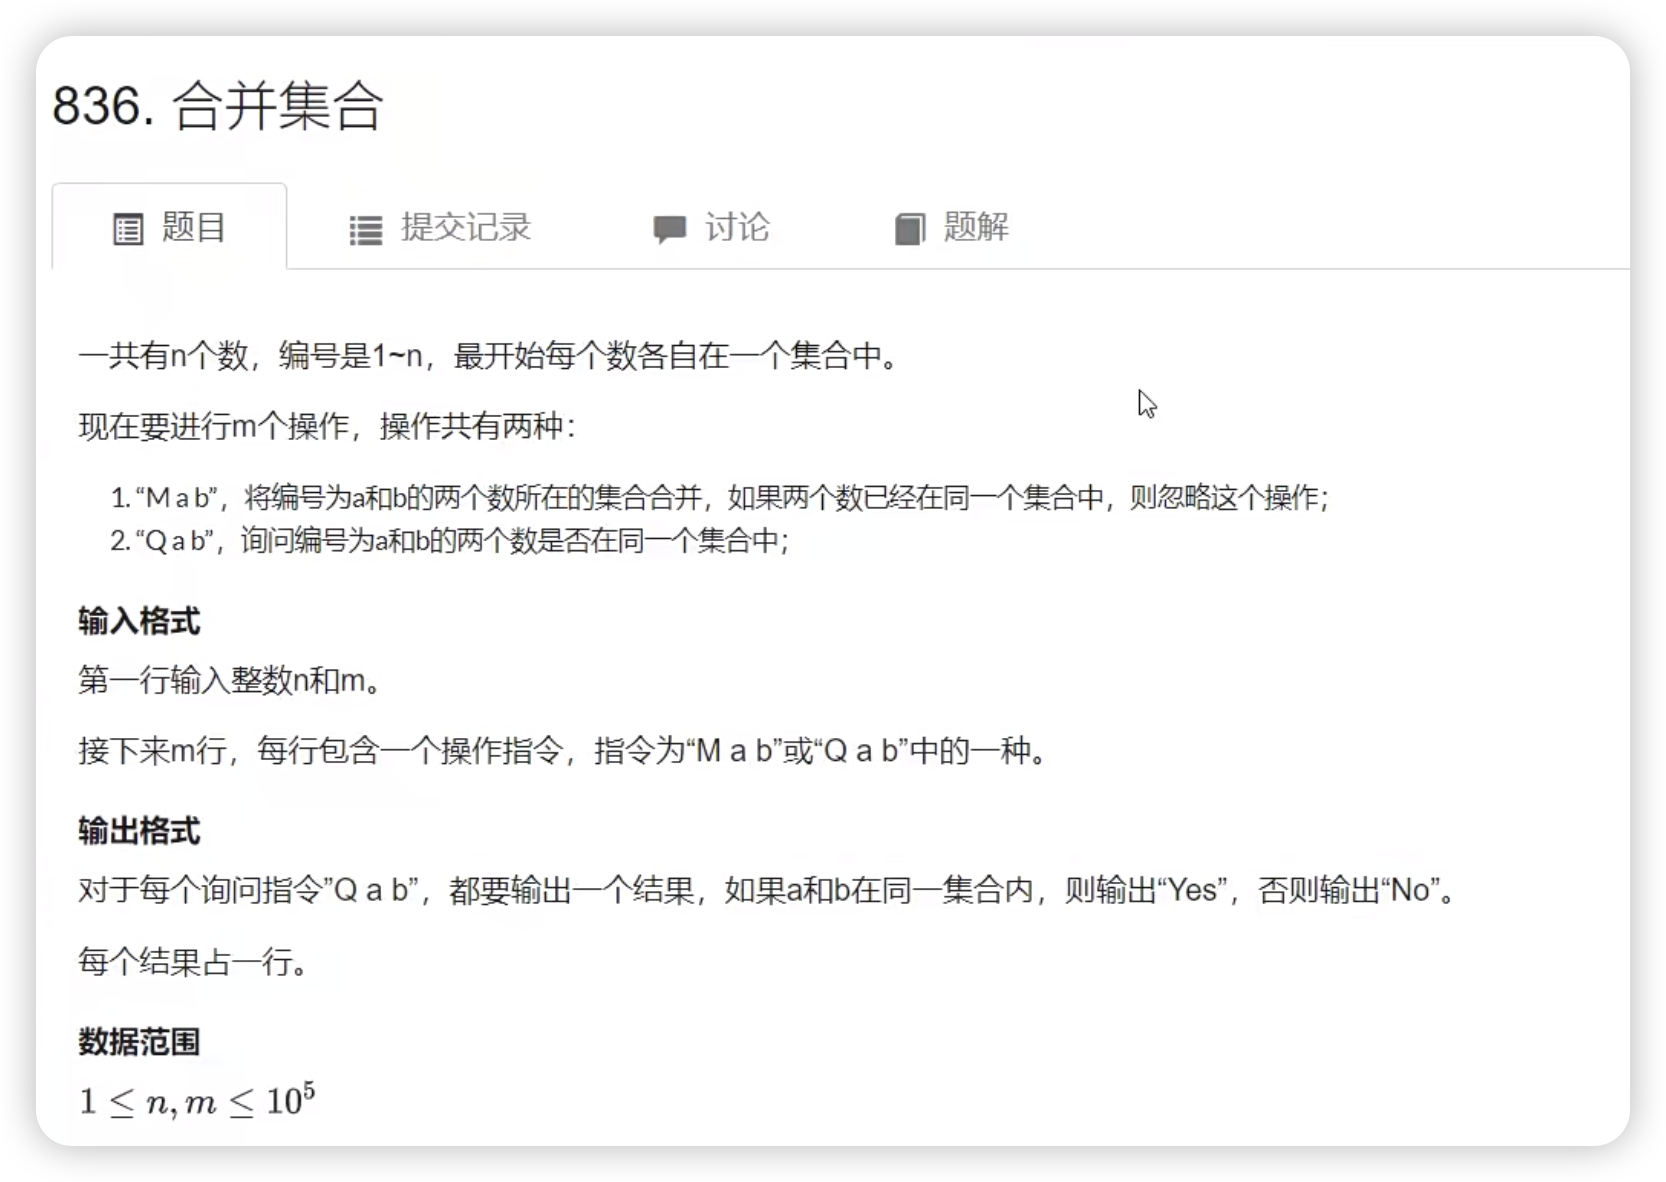 836. 合并集合
题目 提交记录 讨论 题解
一共有n个数，编号是1~n，最开始每个数各自在一个集合中。
现在要进行m个操作，操作共有两种：
1. “M a b”，将编号为a和b的两个数所在的集合合并，如果两个数已经在同一个集合中，则忽略这个操作；
2. “Q a b”，询问编号为a和b的两个数是否在同一个集合中；
输入格式
第一行输入整数n和m。
接下来m行，每行包含一个操作指令，指令为“M a b”或“Q a b”中的一种。
输出格式
对于每个询问指令”Q a b”，都要输出一个结果，如果a和b在同一集合内，则输出“Yes”，否则输出“No”。
每个结果占一行。
数据范围
1 ≤ n, m ≤ 10⁵